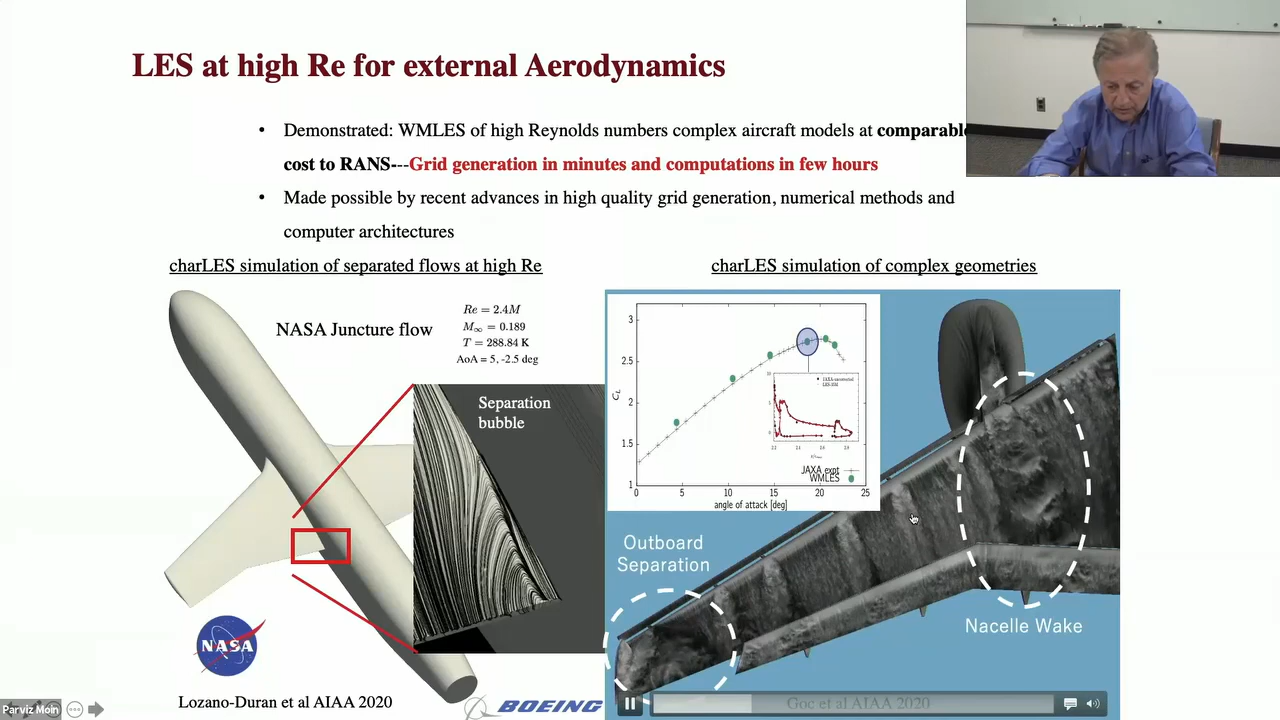 LES at high Re for external Aerodynamics
• Demonstrated: WMLES of high Reynolds numbers complex aircraft models at comparable
cost to RANS---Grid generation in minutes and computations in few hours
• Made possible by recent advances in high quality grid generation, numerical methods and
computer architectures
charLES simulation of separated flows at high Re
charLES simulation of complex geometries
NASA Juncture flow
Re = 2.4M
M∞ = 0.189
T = 288.84 K
AoA = 5, -2.5 deg
Separation
bubble
3
2.5
2
1.5
1
C_L
0 5 10 15 20 25
angle of attack [deg]
JAXA expt
WMLES
Outboard
Separation
Nacelle Wake
NASA
Lozano-Duran et al AIAA 2020
BOEING
Goc et al AIAA 2020
Parviz Moin